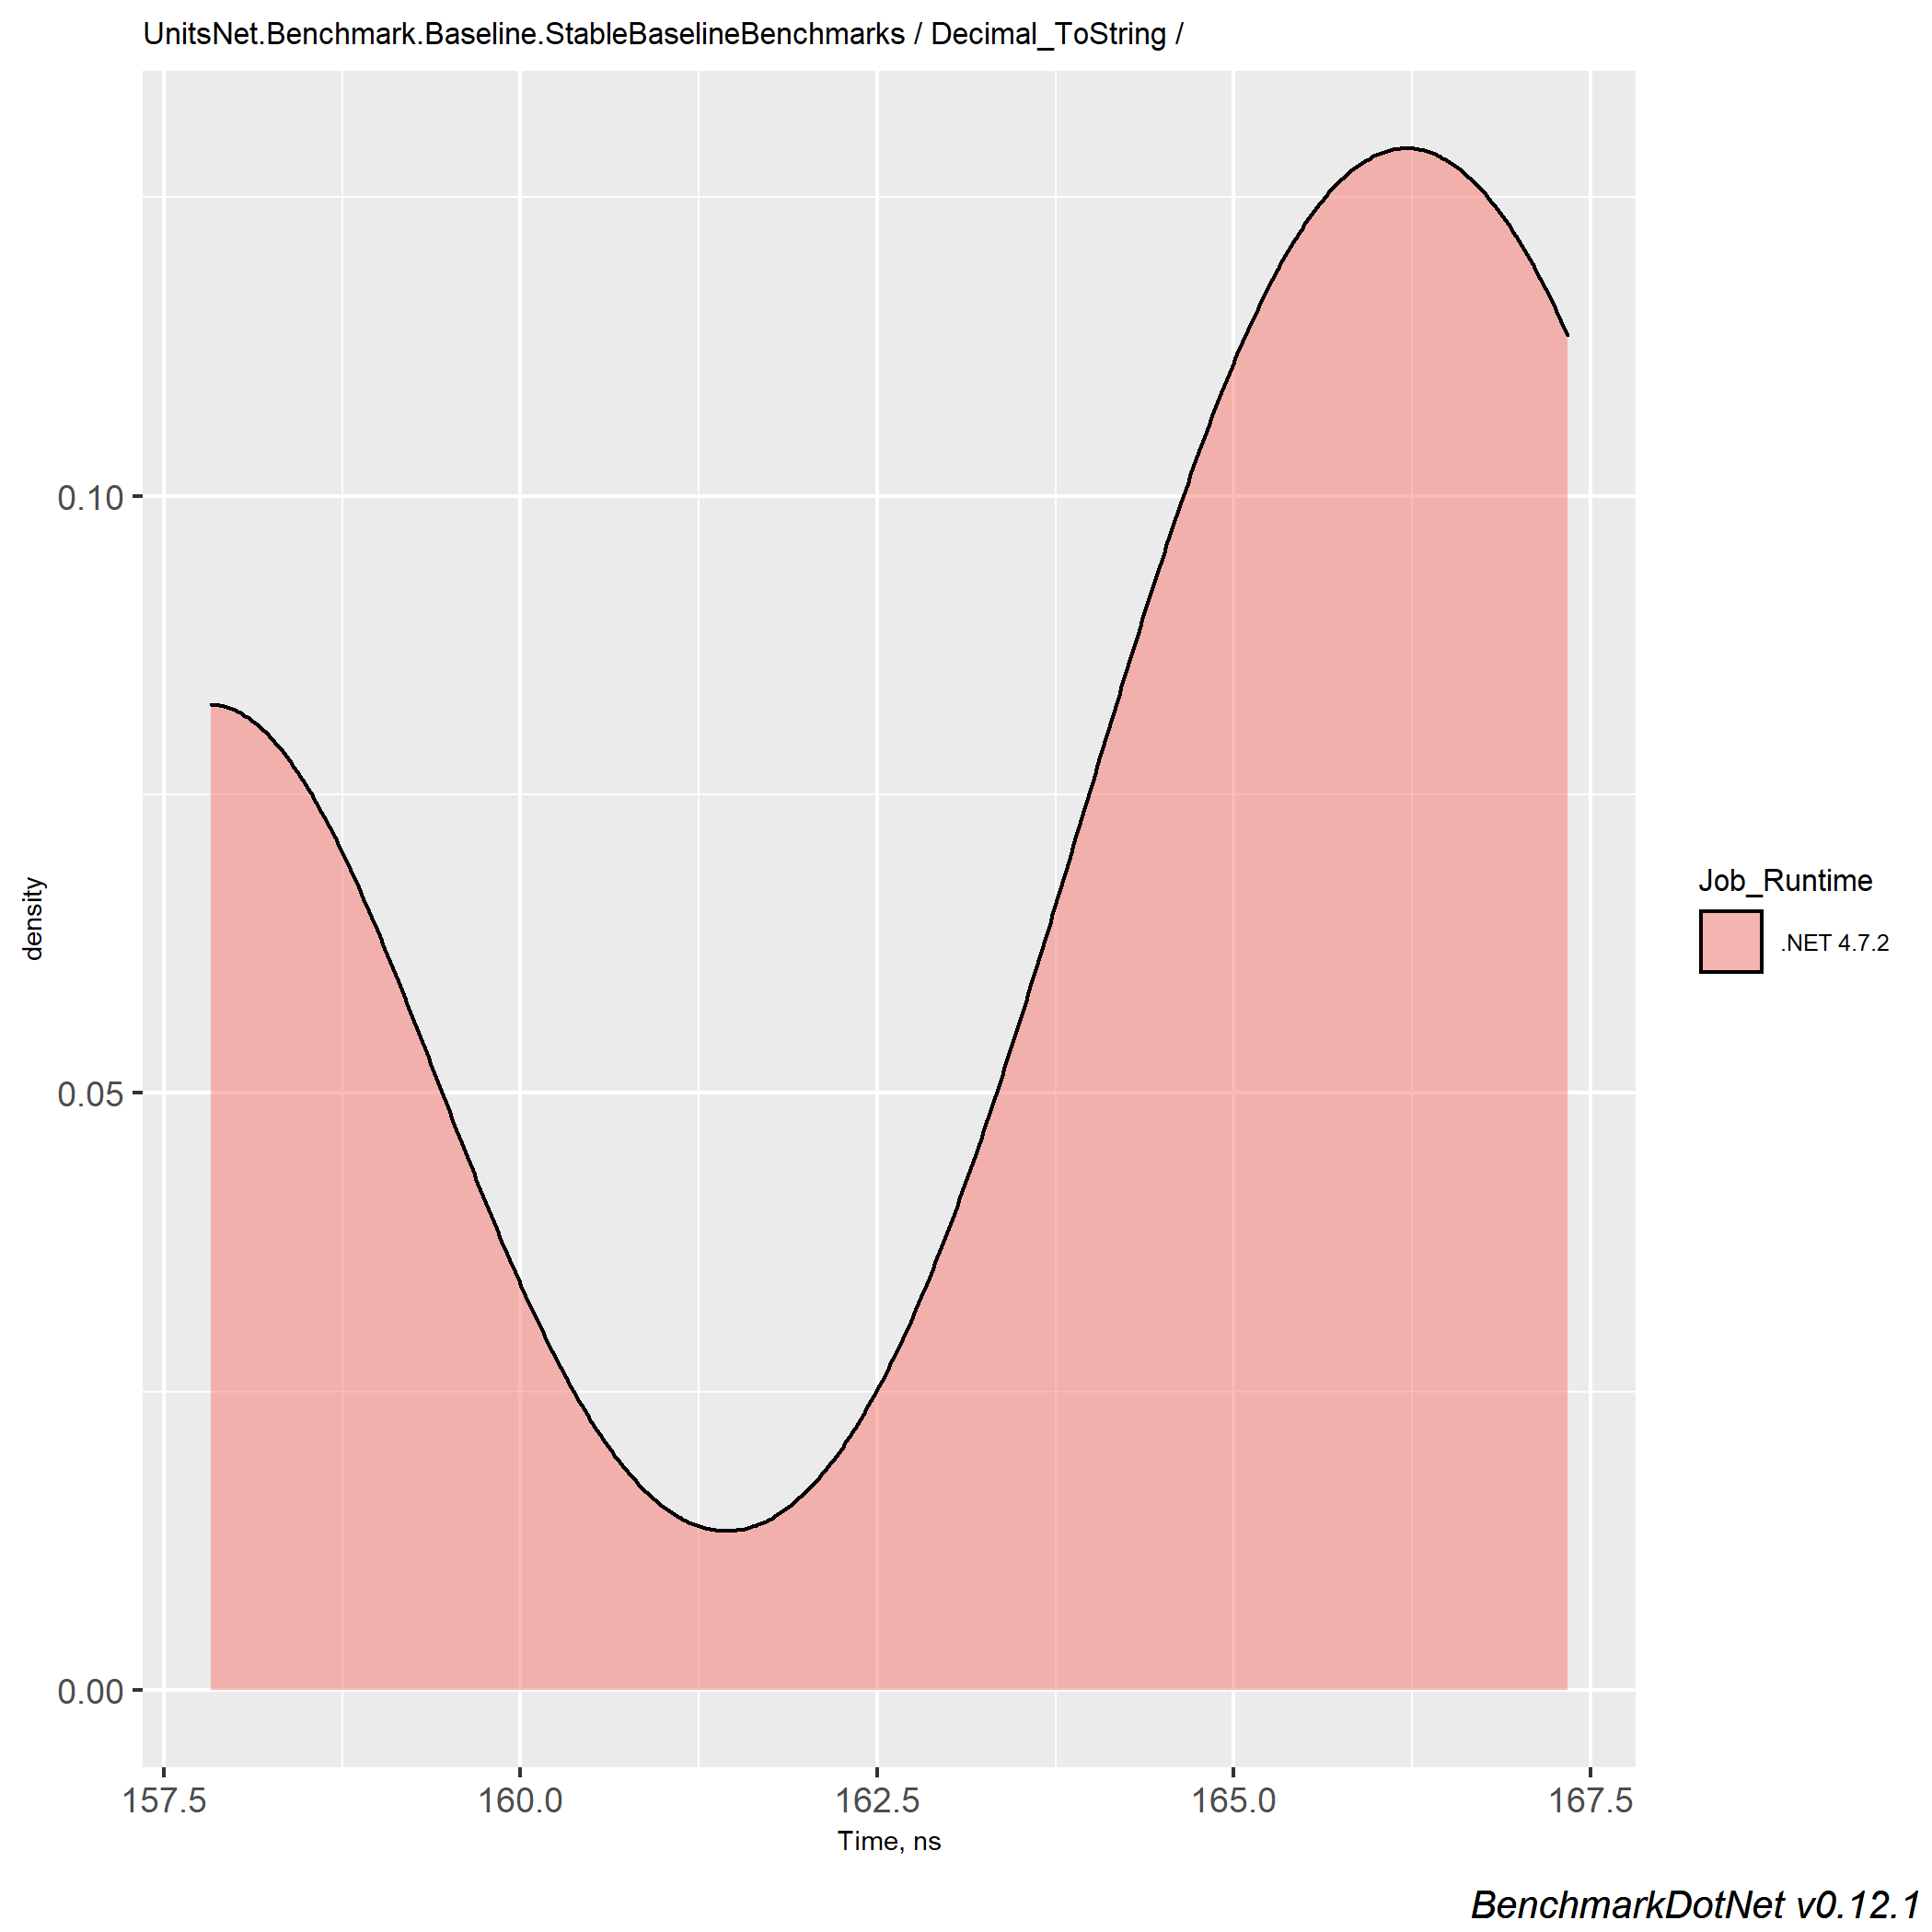 UnitsNet.Benchmark.Baseline.StableBaselineBenchmarks / Decimal_ToString /
0.10
0.05
0.00
density
157.5 160.0 162.5 165.0 167.5
Time, ns
Job_Runtime
.NET 4.7.2
BenchmarkDotNet v0.12.1